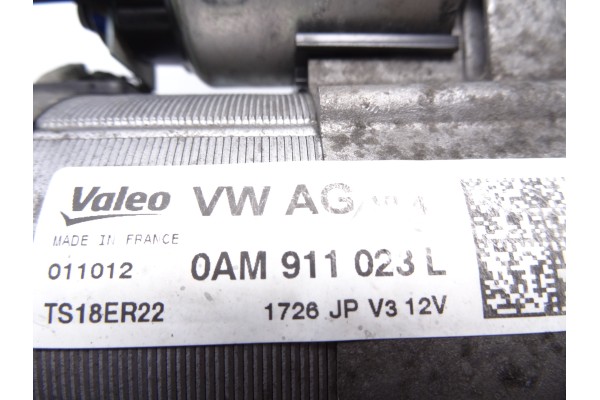 Valeo VW AG
MADE IN FRANCE
011012 0AM 911 023 L
TS18ER22 1726 JP V3 12V